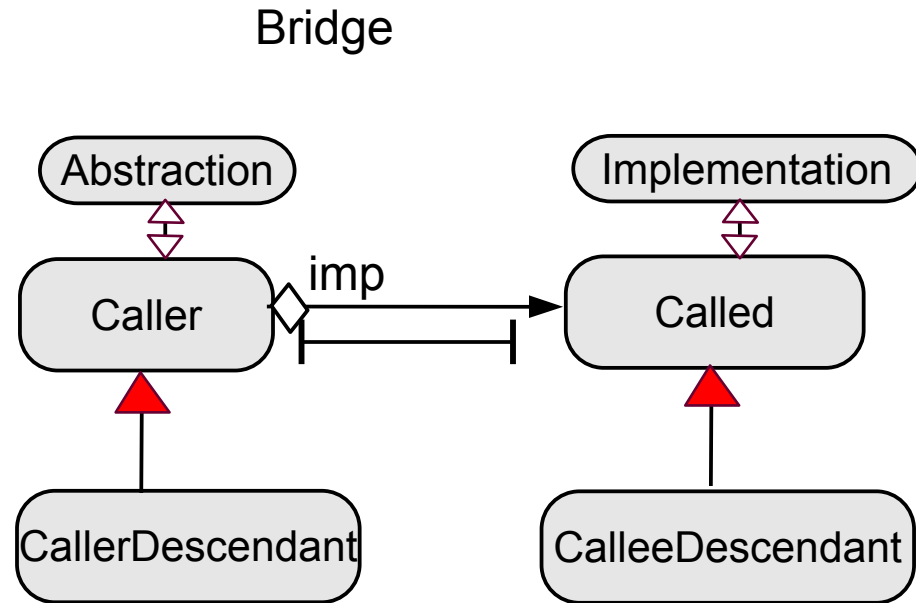 Bridge
Abstraction
Implementation
imp
Caller
Called
CallerDescendant
CalleeDescendant